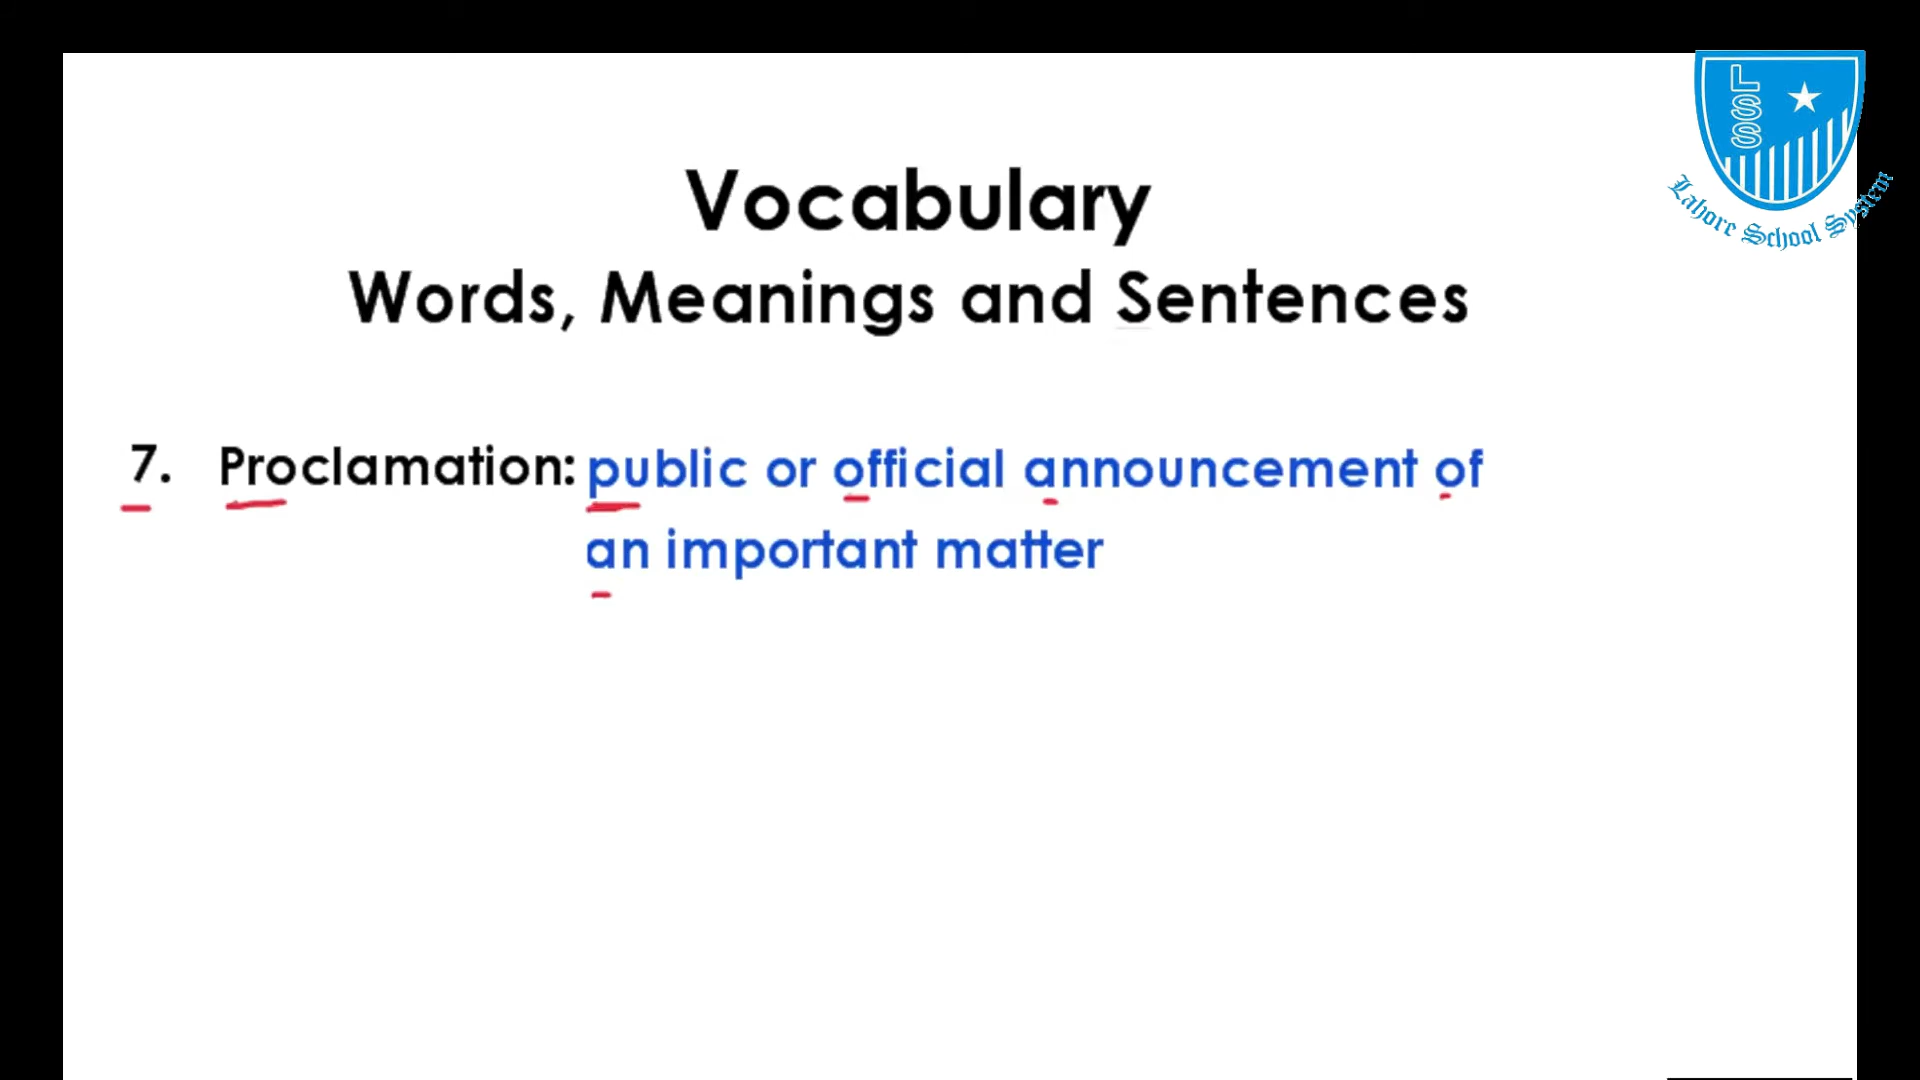 LSS
Lahore School System
Vocabulary
Words, Meanings and Sentences
7. Proclamation: public or official announcement of
an important matter